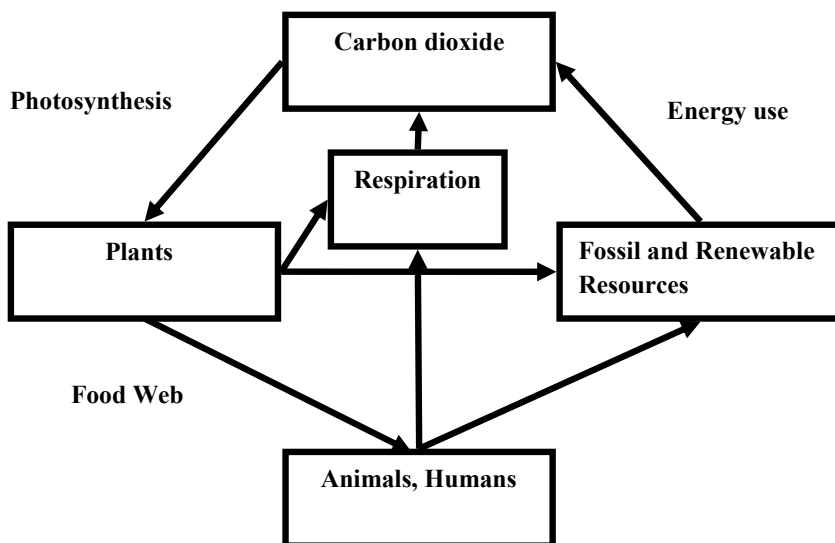 Carbon dioxide
Photosynthesis
Energy use
Respiration
Plants
Fossil and Renewable
Resources
Food Web
Animals, Humans